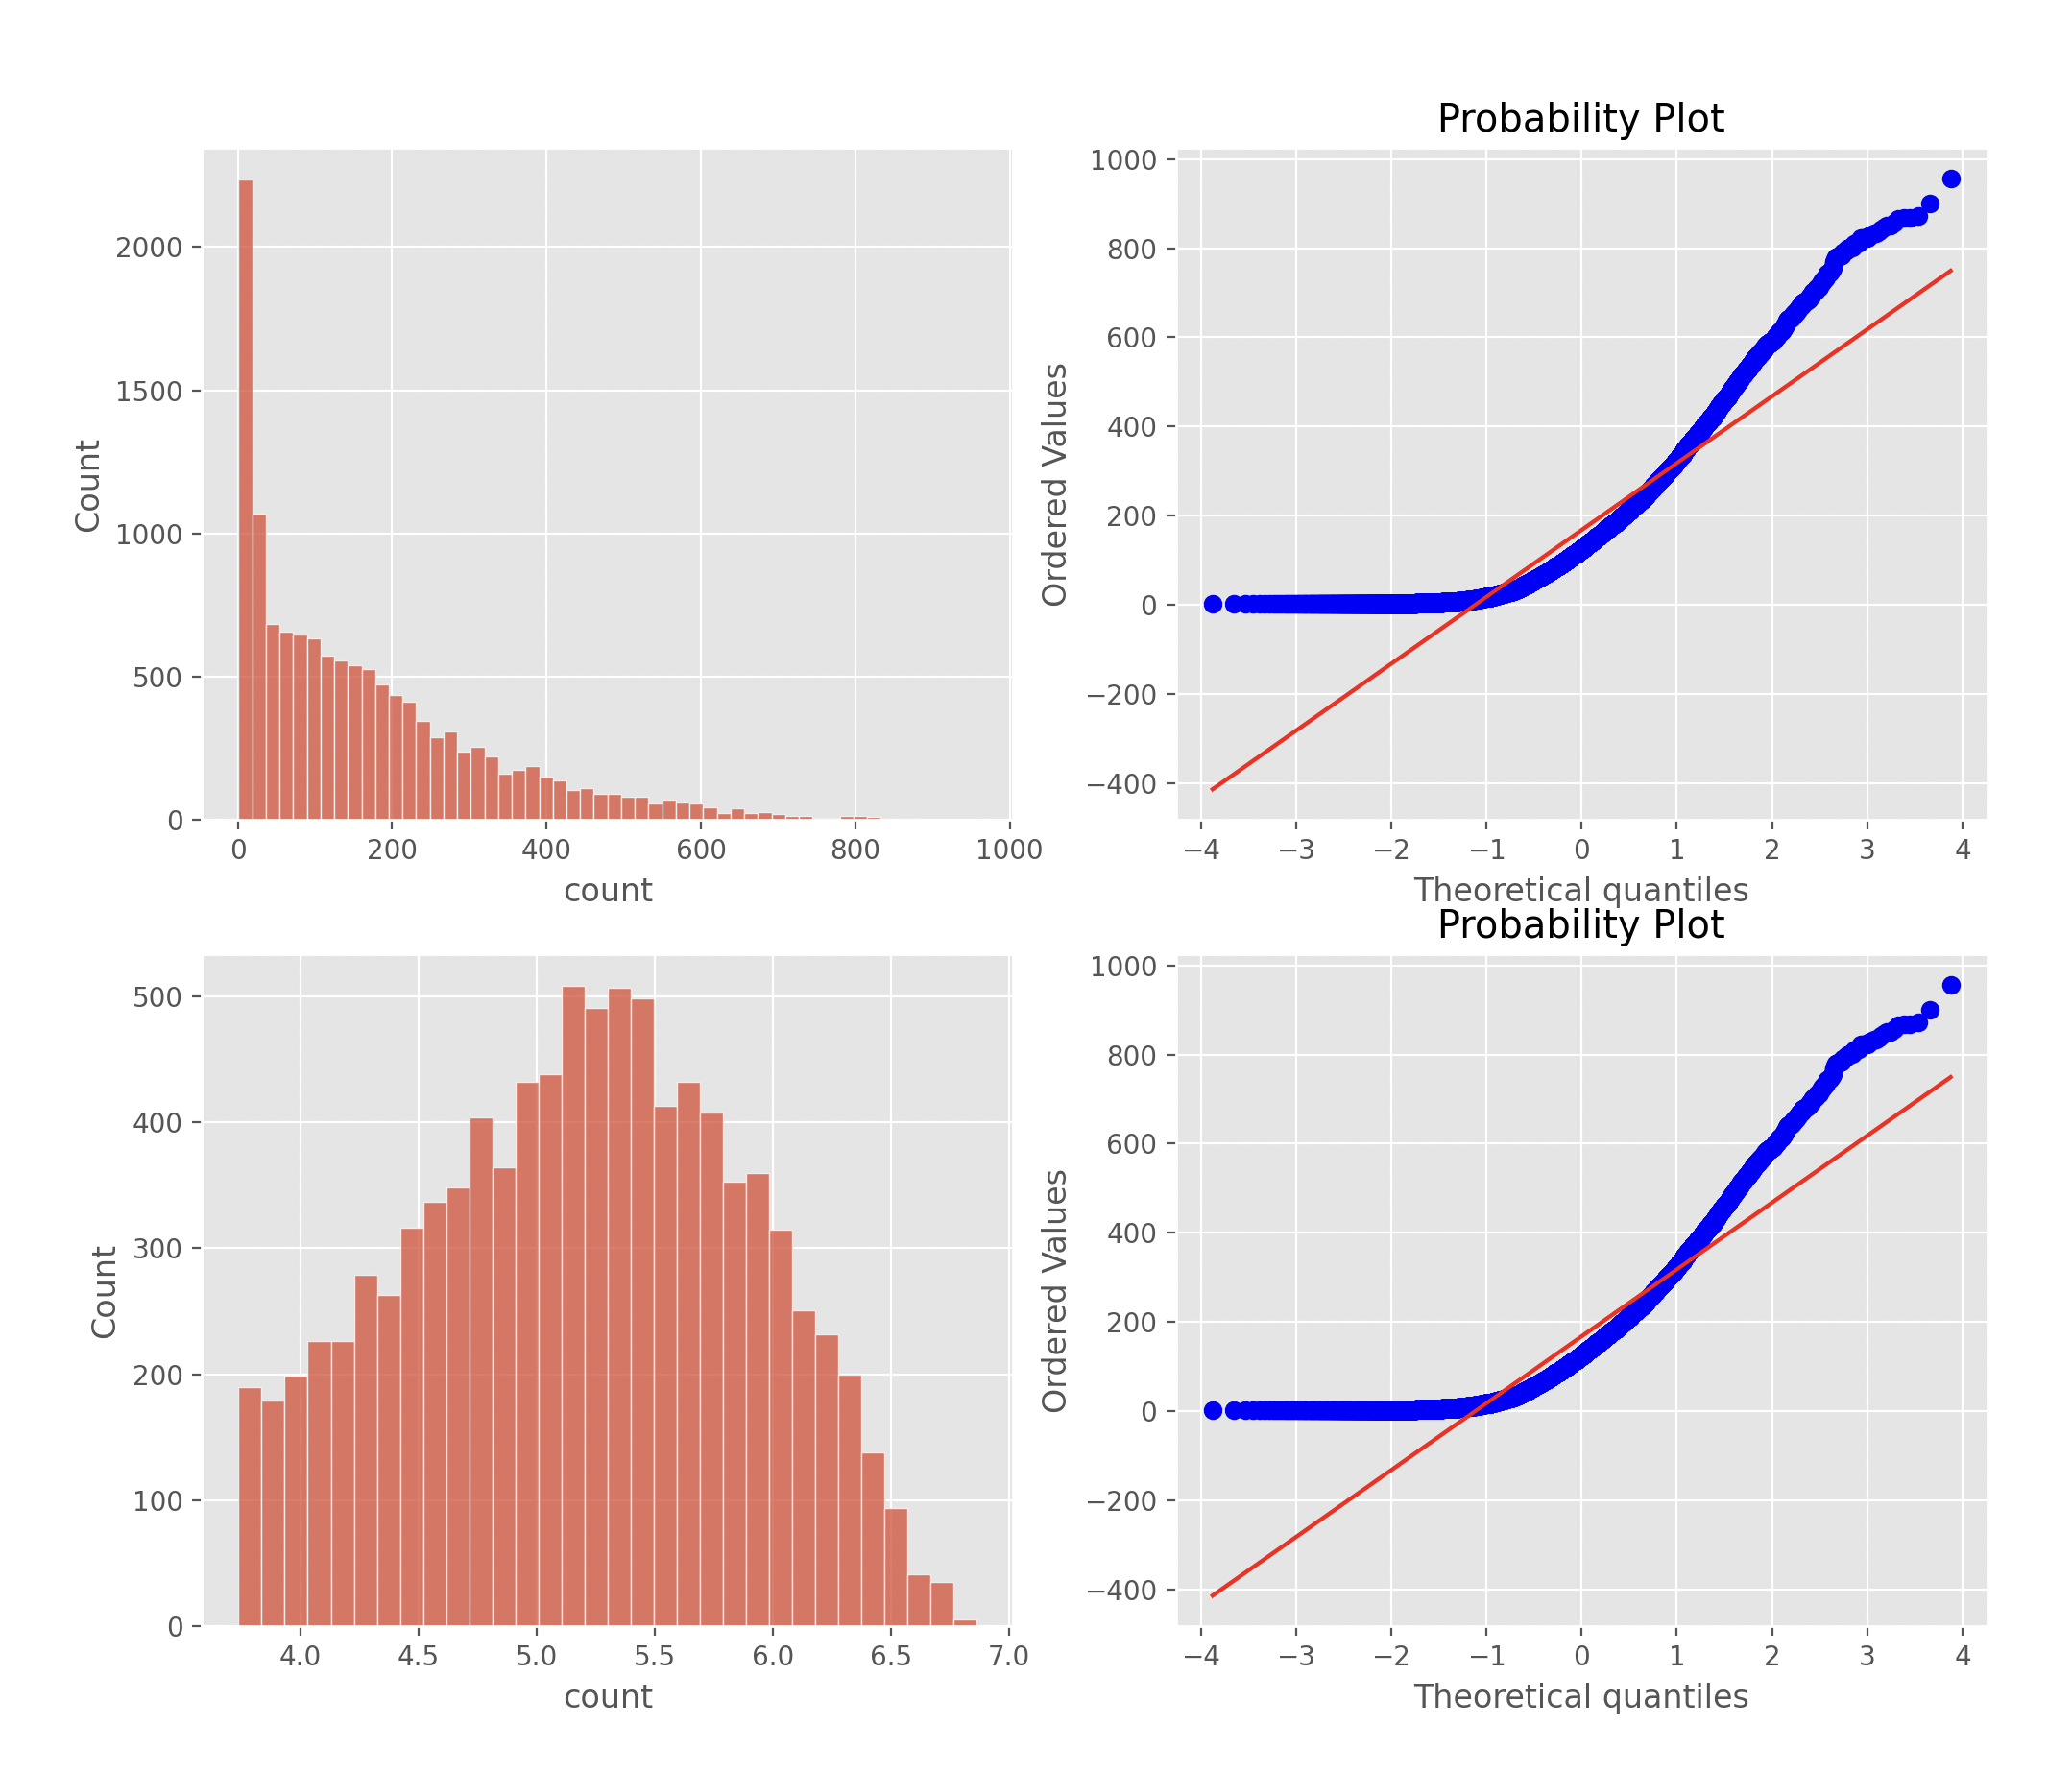 Probability Plot
2000
1500
1000
500
0
Count
0 200 400 600 800 1000
count
1000
800
600
400
200
0
−200
−400
Ordered Values
−4 −3 −2 −1 0 1 2 3 4
Theoretical quantiles
500
400
300
200
100
0
Count
4.0 4.5 5.0 5.5 6.0 6.5 7.0
count
Probability Plot
1000
800
600
400
200
0
−200
−400
Ordered Values
−4 −3 −2 −1 0 1 2 3 4
Theoretical quantiles